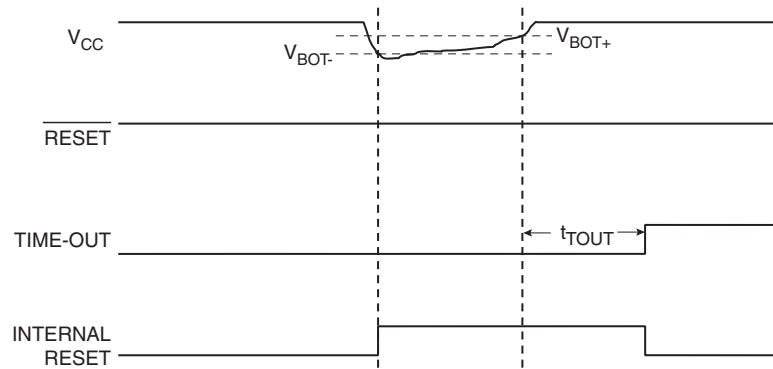 VCC
VBOT-
VBOT+
RESET
TIME-OUT
tTOUT
INTERNAL
RESET